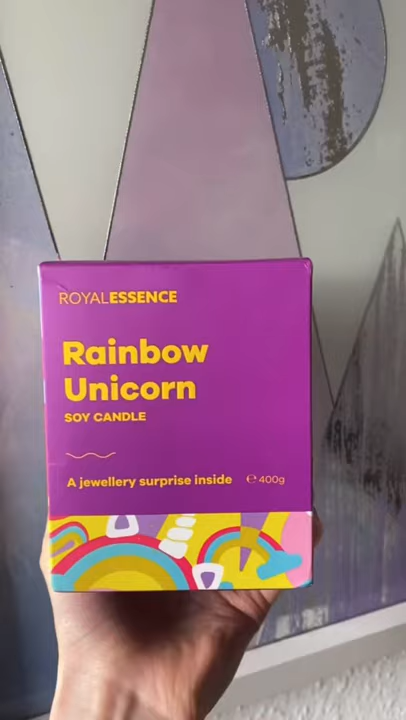 ROYALESSENCE
Rainbow
Unicorn
SOY CANDLE
A jewellery surprise inside ℮ 400g